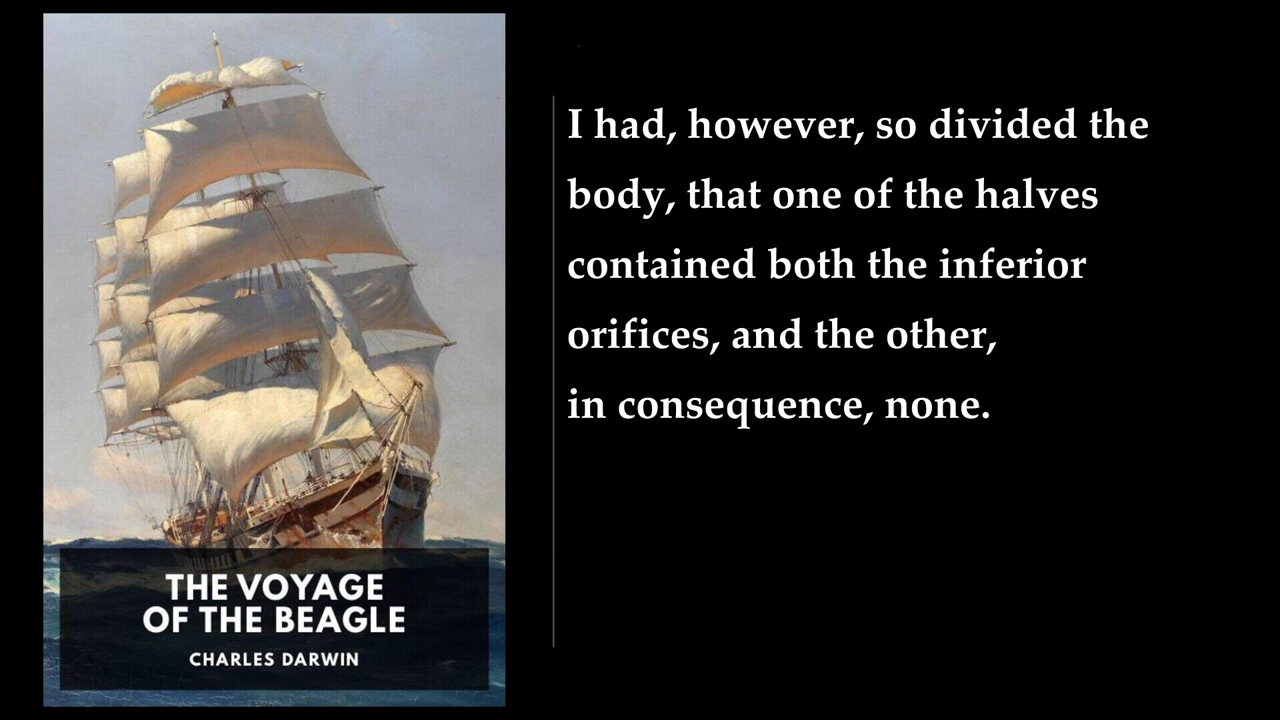 THE VOYAGE
OF THE BEAGLE
CHARLES DARWIN
I had, however, so divided the
body, that one of the halves
contained both the inferior
orifices, and the other,
in consequence, none.